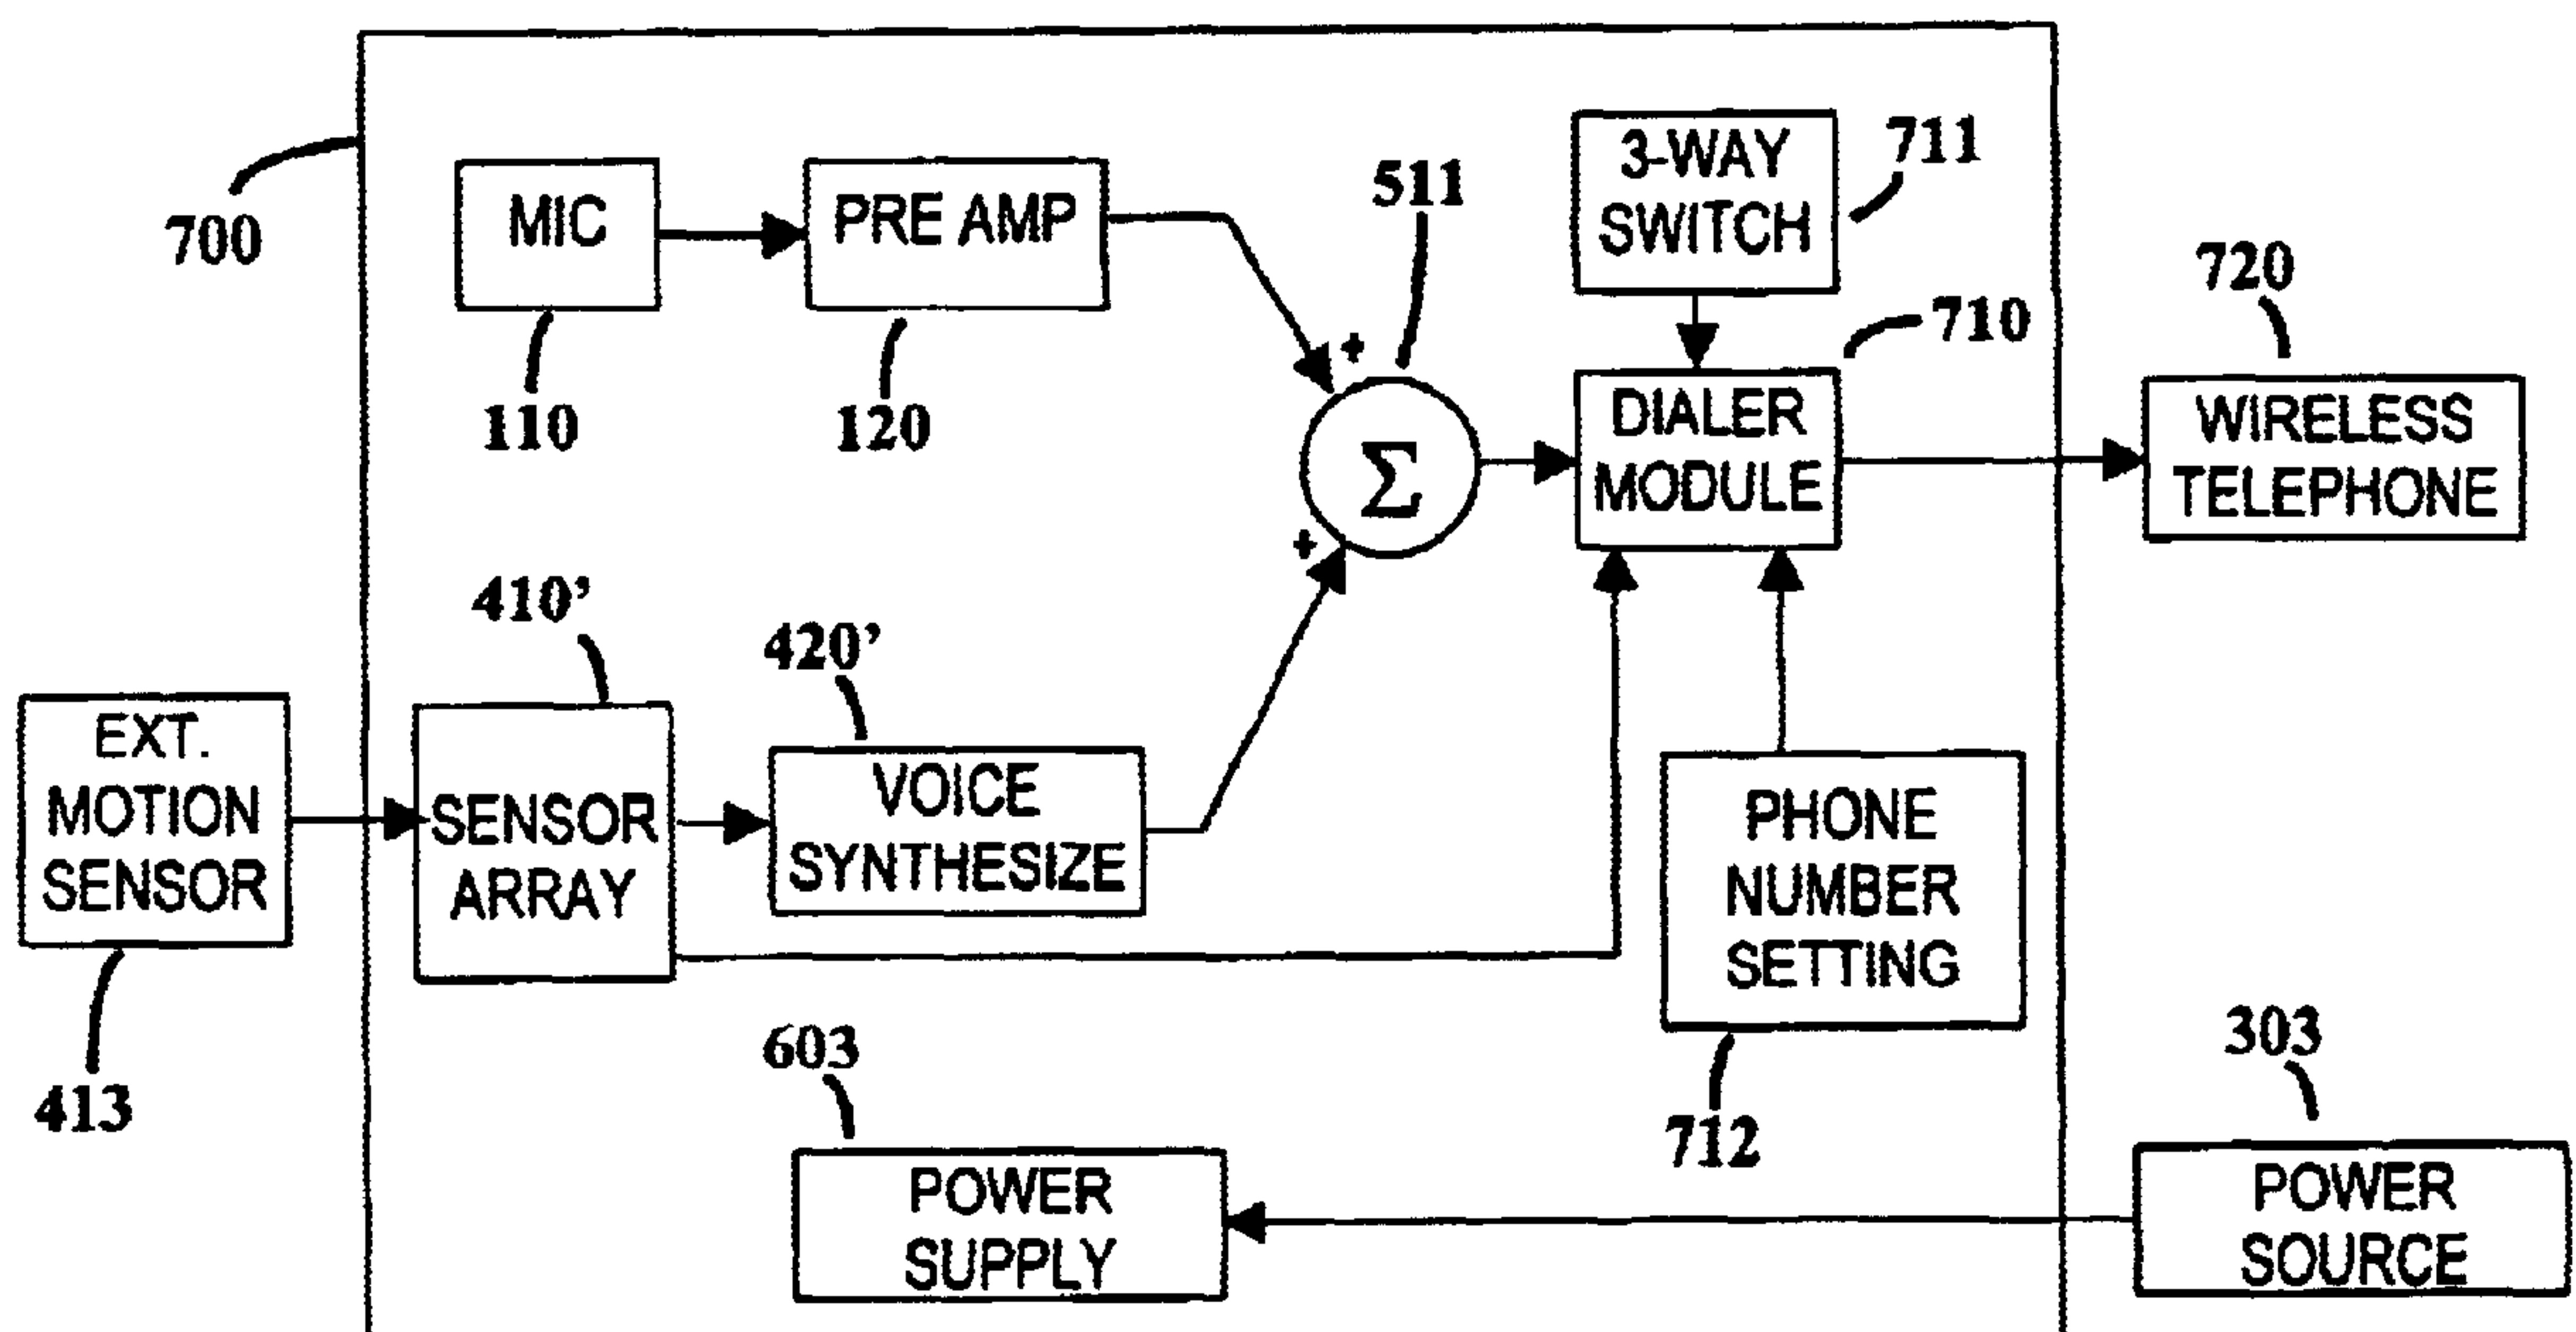 700
MIC
110
PRE AMP
120
+
+
511
Σ
3-WAY
SWITCH
711
DIALER
MODULE
710
720
WIRELESS
TELEPHONE
EXT.
MOTION
SENSOR
413
410’
SENSOR
ARRAY
420’
VOICE
SYNTHESIZE
PHONE
NUMBER
SETTING
712
603
POWER
SUPPLY
303
POWER
SOURCE